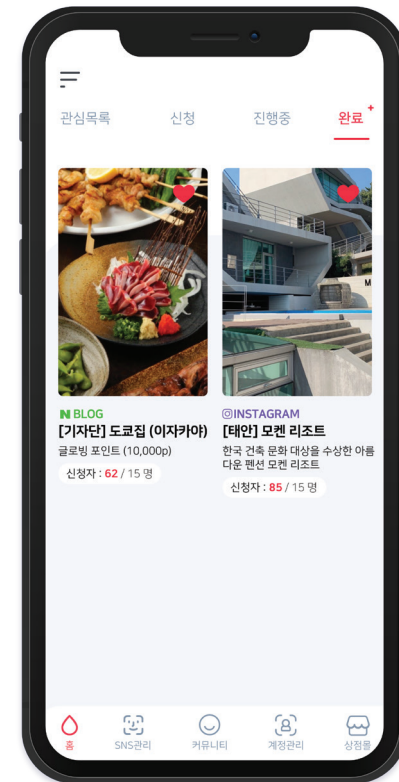 관심목록
신청
진행중
완료
+
M
N BLOG
[기자단] 도쿄집 (이자카야)
글로빙 포인트 (10,000p)
신청자 : 62 / 15 명
INSTAGRAM
[태안] 모켄 리조트
한국 건축 문화 대상을 수상한 아름
다운 펜션 모켄 리조트
신청자 : 85 / 15 명
홈
SNS관리
커뮤니티
계정관리
상점몰